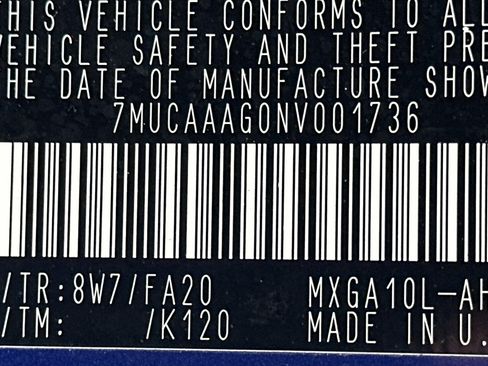 THIS VEHICLE CONFORMS TO ALL
VEHICLE SAFETY AND THEFT PRE
THE DATE OF MANUFACTURE SHOW
7MUCAAAG0NV001736
/TR:8W7/FA20 MXGA10L-AH
/TM: /K120 MADE IN U.